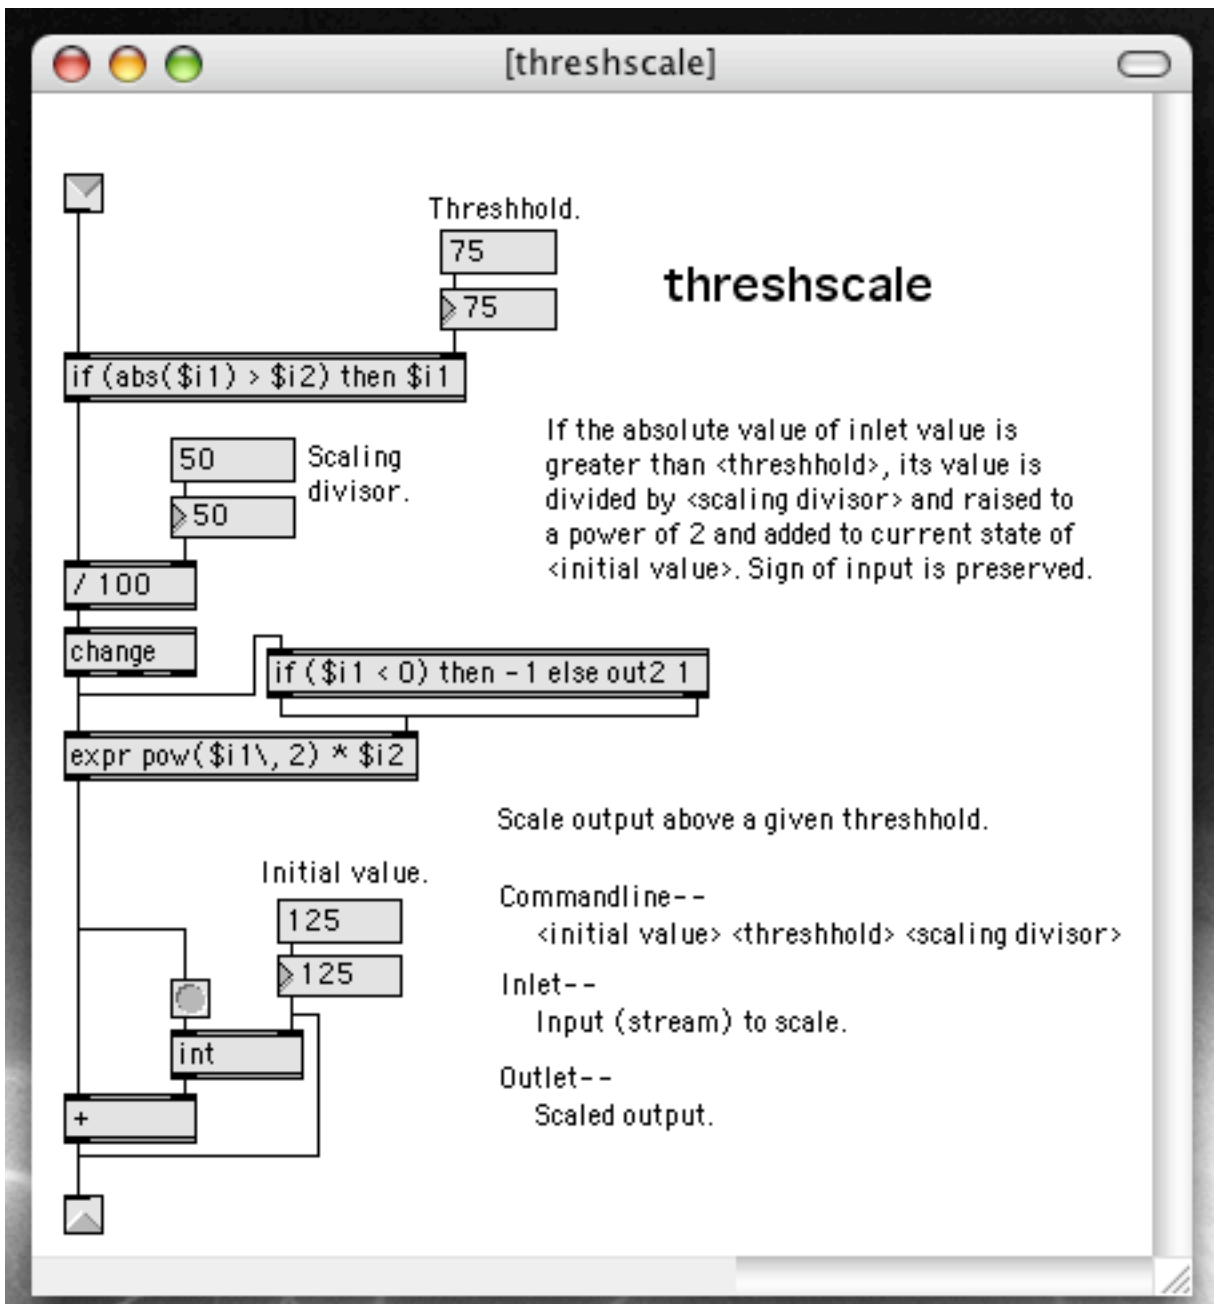 [threshscale]
Threshhold.
75
75
threshscale
if (abs($i1) > $i2) then $i1
50
Scaling
divisor.
50
If the absolute value of inlet value is
greater than <threshhold>, its value is
divided by <scaling divisor> and raised to
a power of 2 and added to current state of
<initial value>. Sign of input is preserved.
/ 100
change
if ($i1 < 0) then -1 else out2 1
expr pow($i1\, 2) * $i2
Scale output above a given threshhold.
Initial value.
125
125
Commandline--
<initial value> <threshhold> <scaling divisor>
Inlet--
Input (stream) to scale.
int
Outlet--
Scaled output.
+